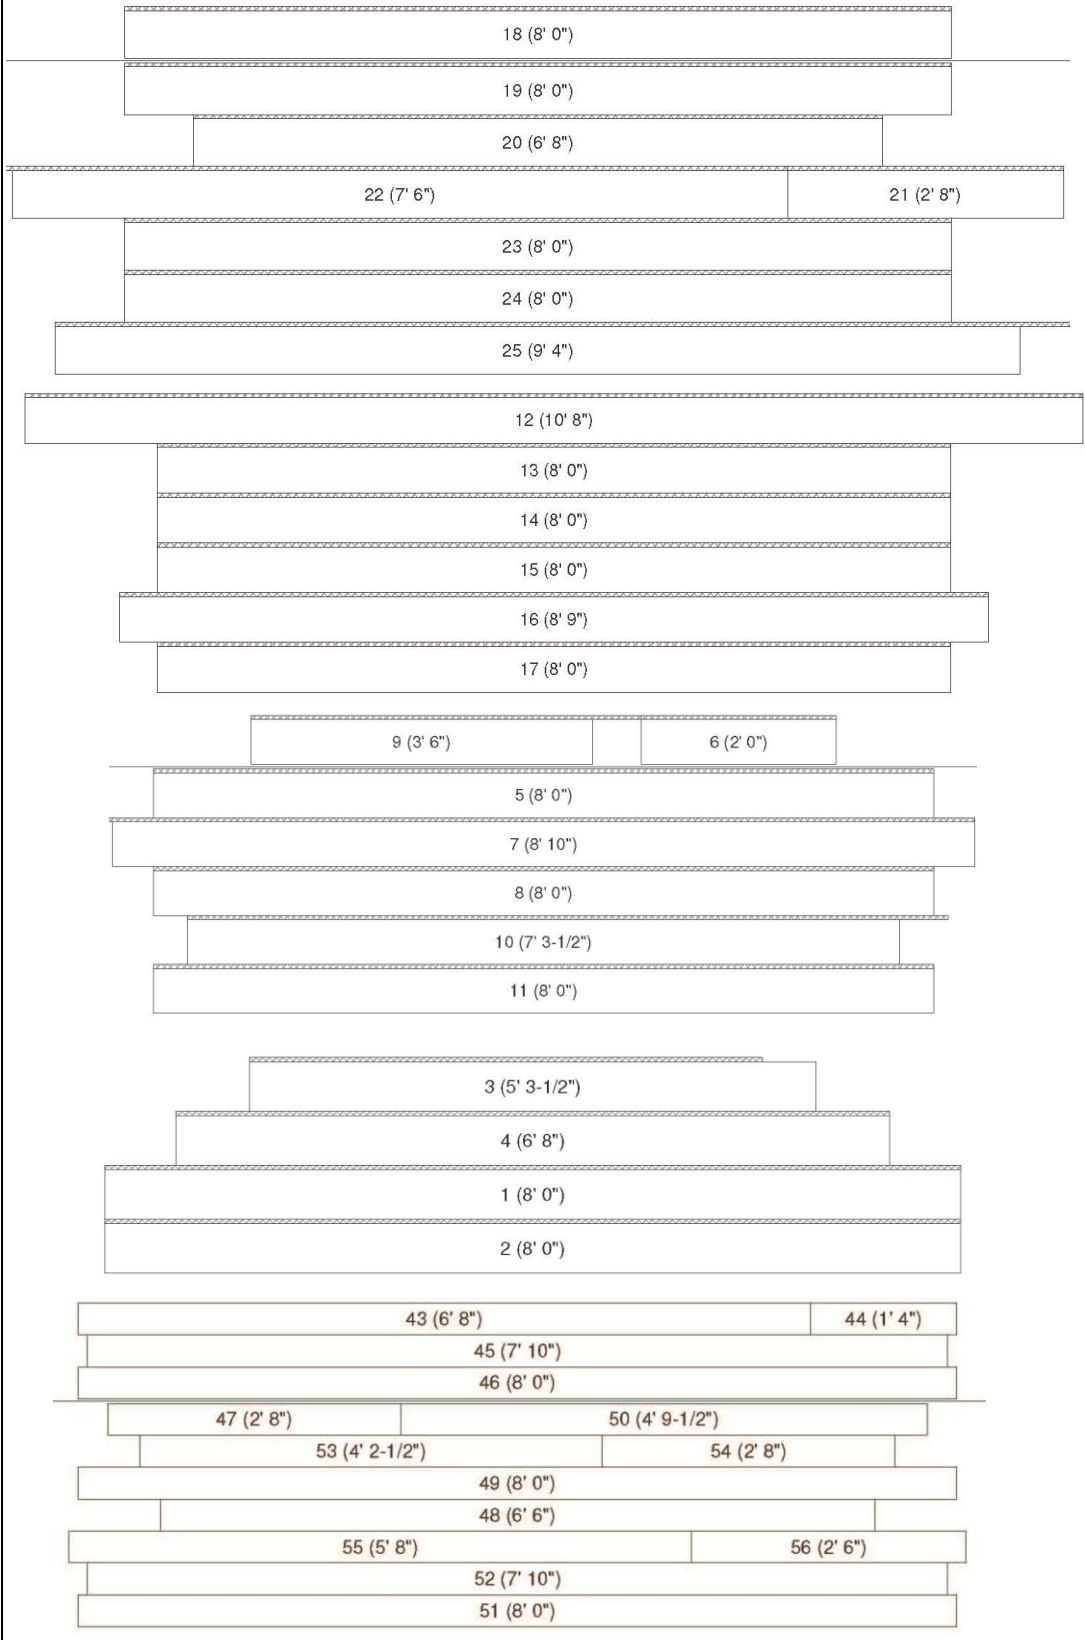 18 (8' 0")
19 (8' 0")
20 (6' 8")
22 (7' 6") 21 (2' 8")
23 (8' 0")
24 (8' 0")
25 (9' 4")
12 (10' 8")
13 (8' 0")
14 (8' 0")
15 (8' 0")
16 (8' 9")
17 (8' 0")
9 (3' 6") 6 (2' 0")
5 (8' 0")
7 (8' 10")
8 (8' 0")
10 (7' 3-1/2")
11 (8' 0")
3 (5' 3-1/2")
4 (6' 8")
1 (8' 0")
2 (8' 0")
43 (6' 8") 44 (1' 4")
45 (7' 10")
46 (8' 0")
47 (2' 8") 50 (4' 9-1/2")
53 (4' 2-1/2") 54 (2' 8")
49 (8' 0")
48 (6' 6")
55 (5' 8") 56 (2' 6")
52 (7' 10")
51 (8' 0")